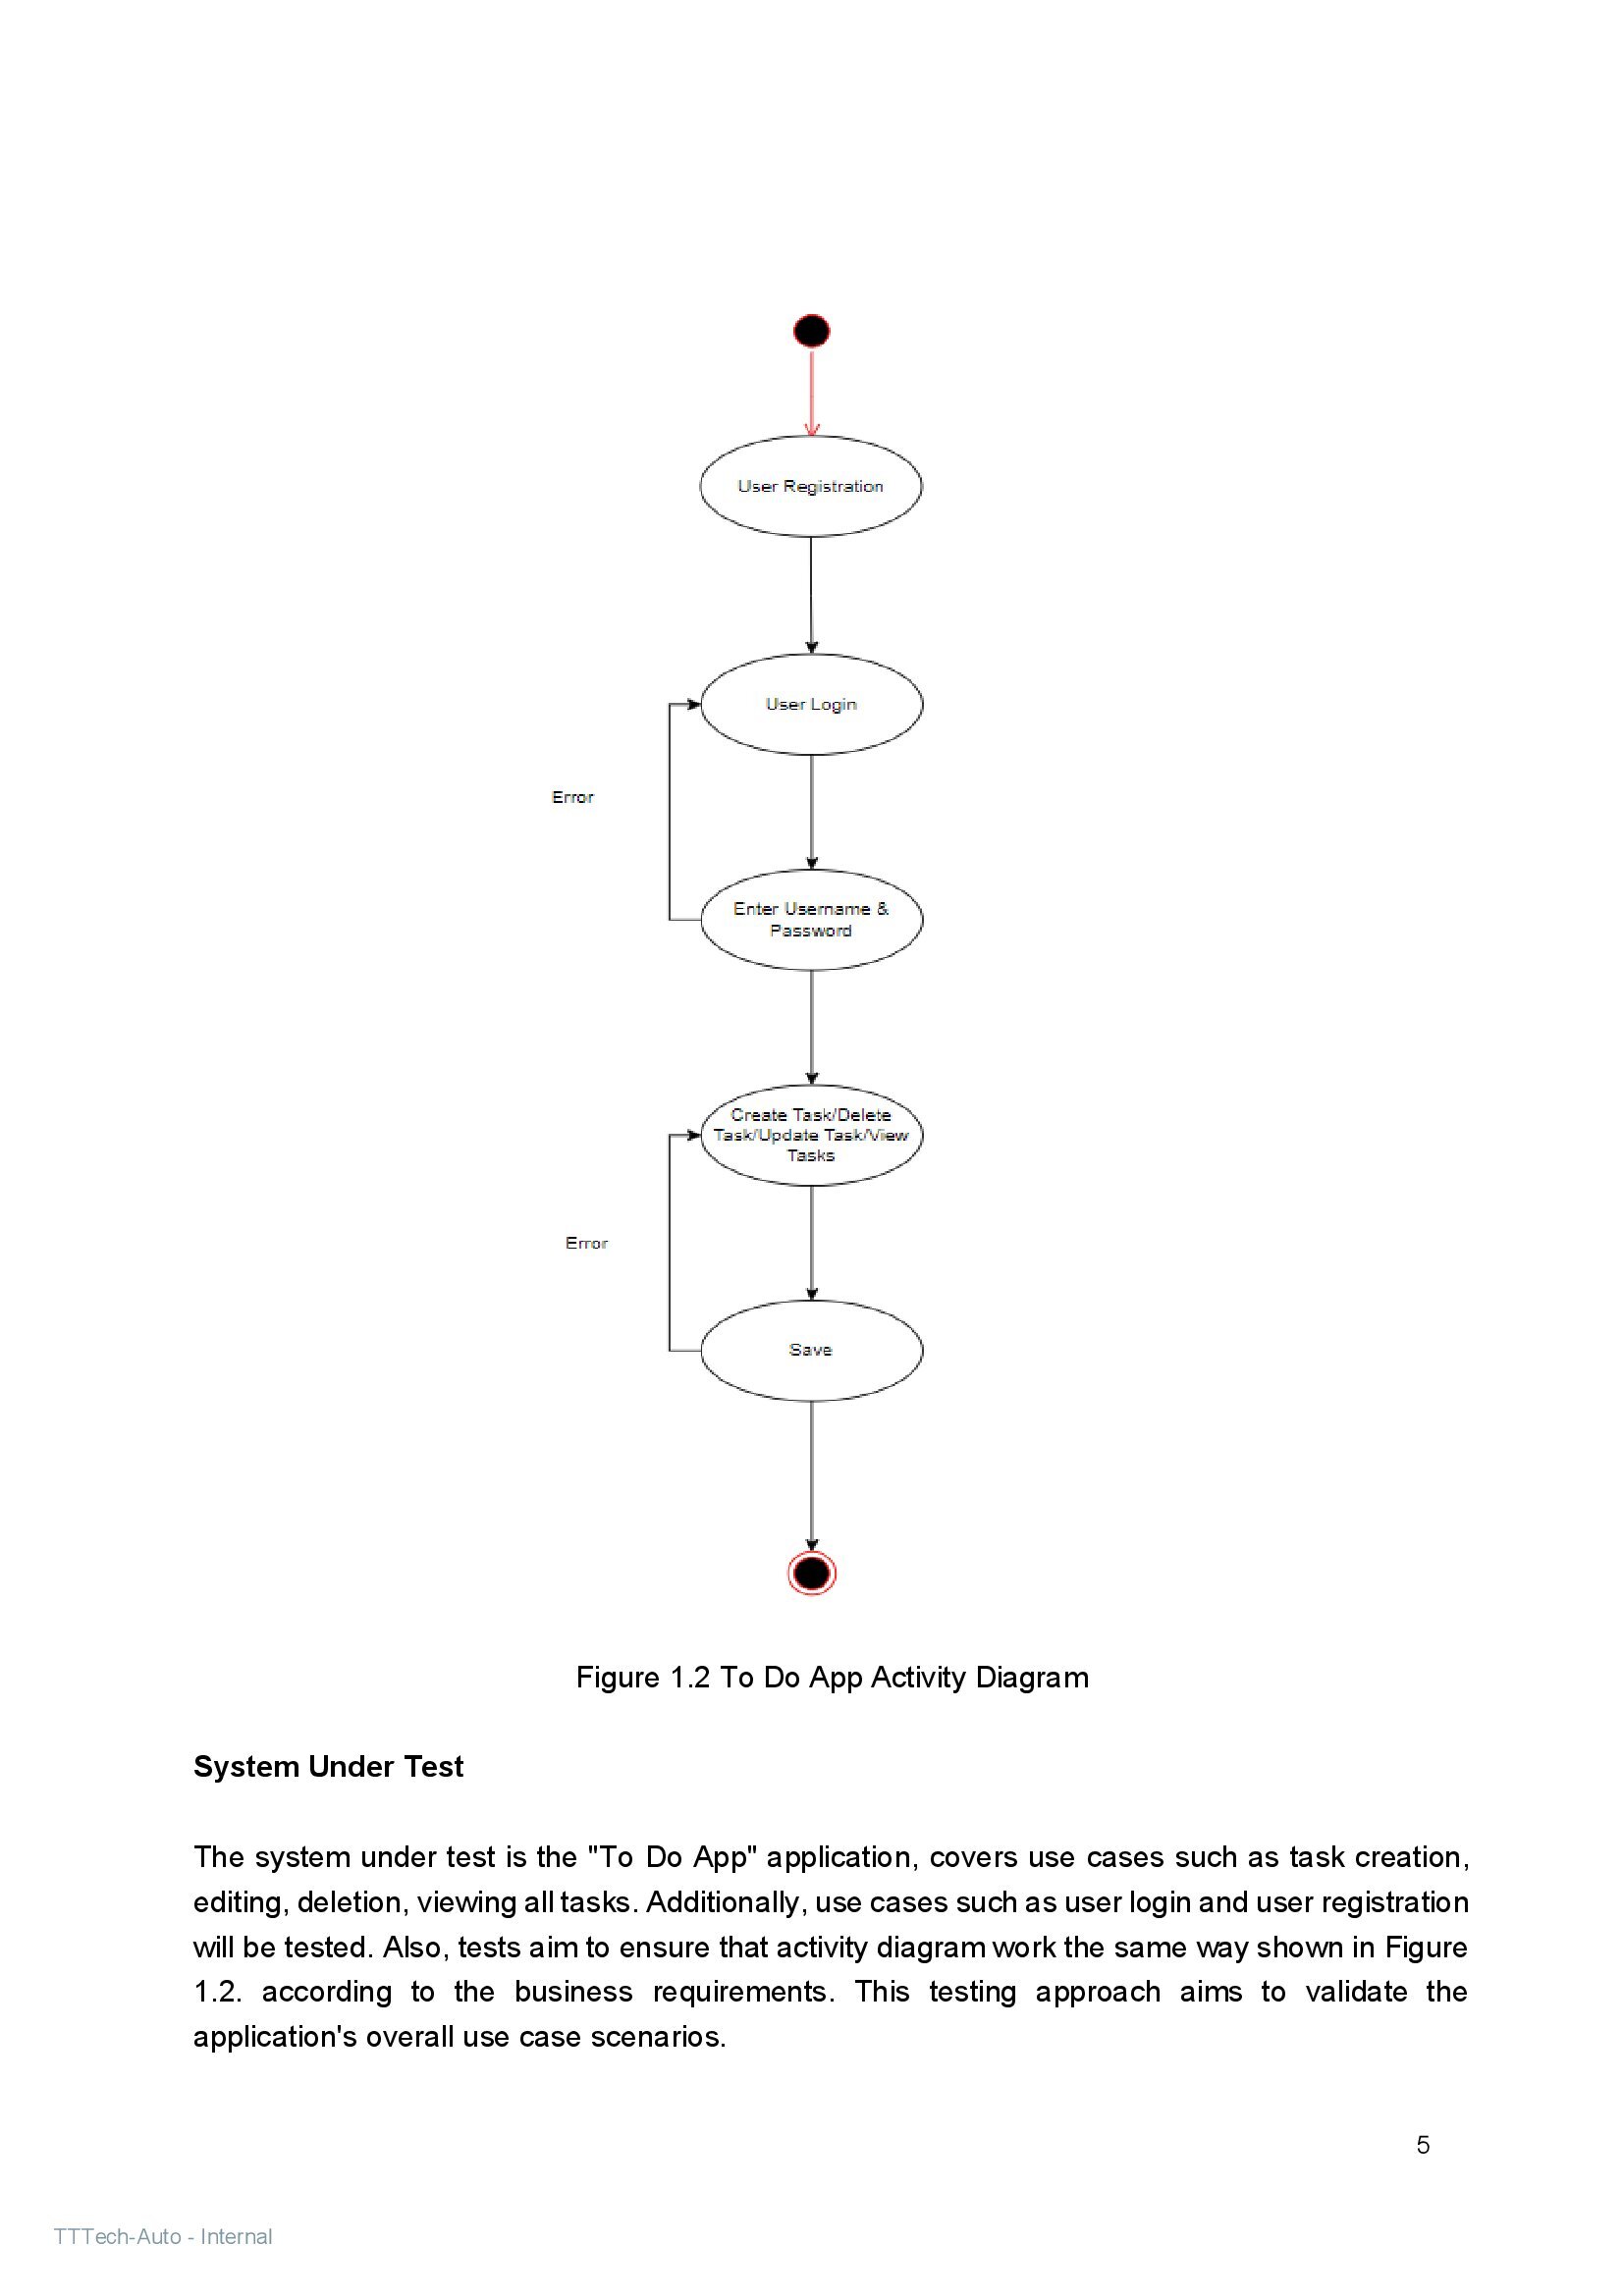 User Registration
User Login
Error
Enter Username &
Password
Create Task/Delete
Task/Update Task/View
Tasks
Error
Save
Figure 1.2 To Do App Activity Diagram
System Under Test
The system under test is the "To Do App" application, covers use cases such as task creation,
editing, deletion, viewing all tasks. Additionally, use cases such as user login and user registration
will be tested. Also, tests aim to ensure that activity diagram work the same way shown in Figure
1.2. according to the business requirements. This testing approach aims to validate the
application's overall use case scenarios.
5
TTTech-Auto - Internal